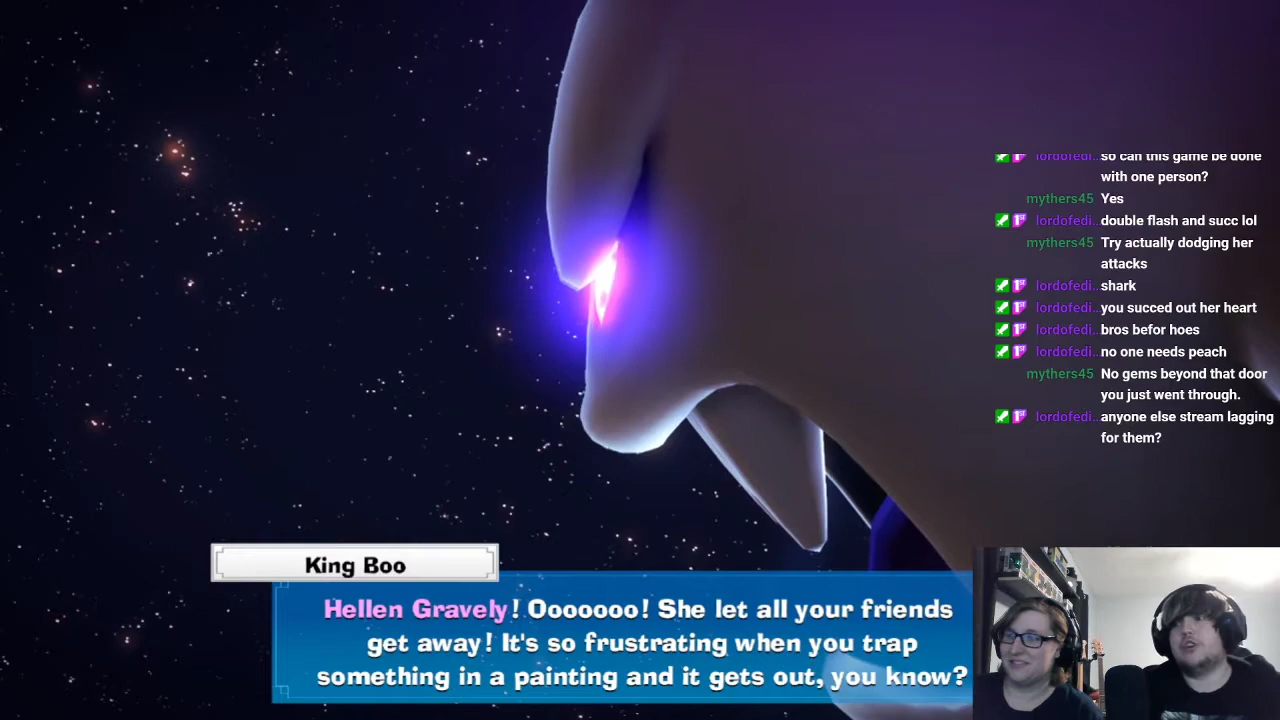 lordofedi.. so can this game be done
with one person?
mythers45 Yes
lordofedi.. double flash and succ lol
mythers45 Try actually dodging her
attacks
lordofedi.. shark
lordofedi.. you succed out her heart
lordofedi.. bros befor hoes
lordofedi.. no one needs peach
mythers45 No gems beyond that door
you just went through.
lordofedi.. anyone else stream lagging
for them?
King Boo
Hellen Gravely! Ooooooo! She let all your friends
get away! It's so frustrating when you trap
something in a painting and it gets out, you know?